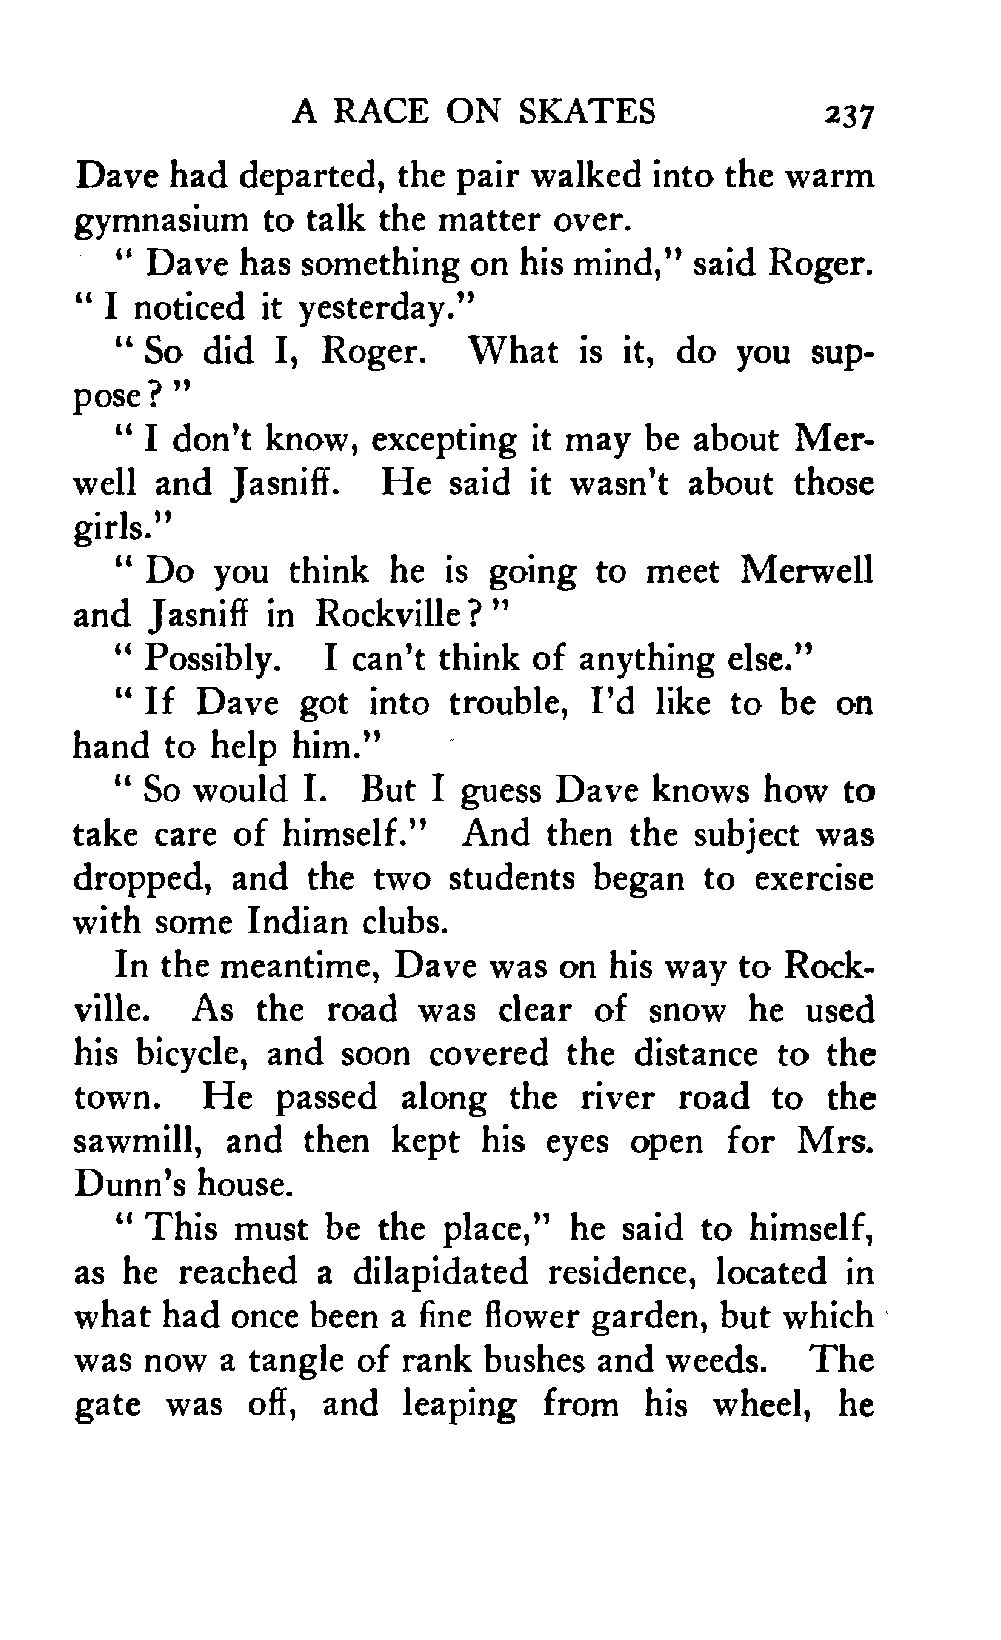 A RACE ON SKATES 237
Dave had departed, the pair walked into the warm
gymnasium to talk the matter over.
" Dave has something on his mind," said Roger.
" I noticed it yesterday."
" So did I, Roger. What is it, do you sup-
pose? "
" I don't know, excepting it may be about Mer-
well and Jasniff. He said it wasn't about those
girls."
" Do you think he is going to meet Merwell
and Jasniff in Rockville? "
" Possibly. I can't think of anything else."
" If Dave got into trouble, I'd like to be on
hand to help him."
" So would I. But I guess Dave knows how to
take care of himself." And then the subject was
dropped, and the two students began to exercise
with some Indian clubs.
In the meantime, Dave was on his way to Rock-
ville. As the road was clear of snow he used
his bicycle, and soon covered the distance to the
town. He passed along the river road to the
sawmill, and then kept his eyes open for Mrs.
Dunn's house.
" This must be the place," he said to himself,
as he reached a dilapidated residence, located in
what had once been a fine flower garden, but which
was now a tangle of rank bushes and weeds. The
gate was off, and leaping from his wheel, he